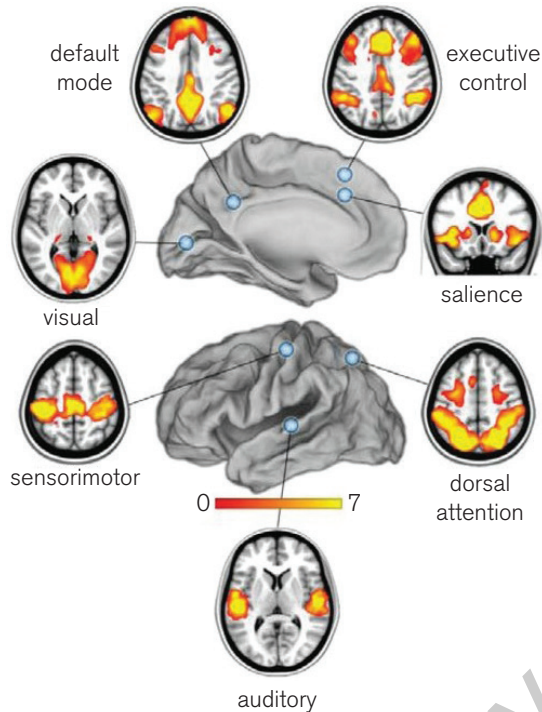 default
mode
executive
control
visual
salience
sensorimotor
dorsal
attention
0 7
auditory